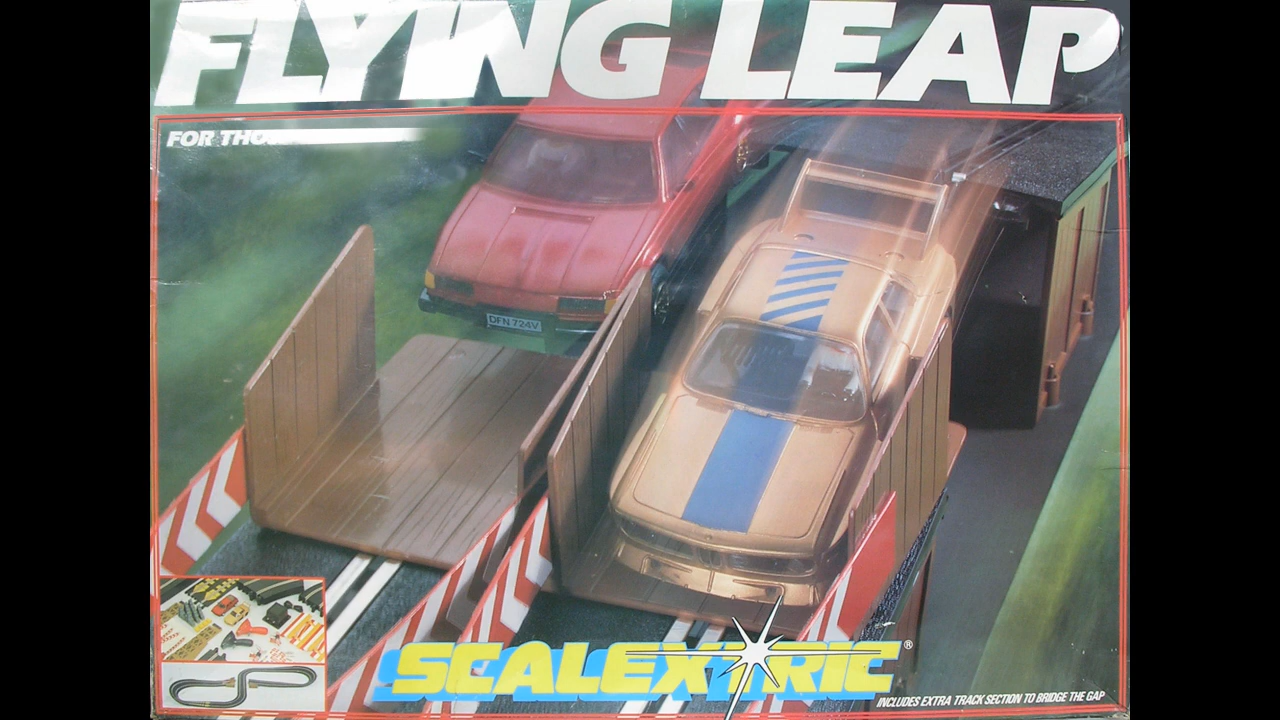 FLYING LEAP
FOR THO
DFN 724V
SCALEXTRIC®
INCLUDES EXTRA TRACK SECTION TO BRIDGE THE GAP